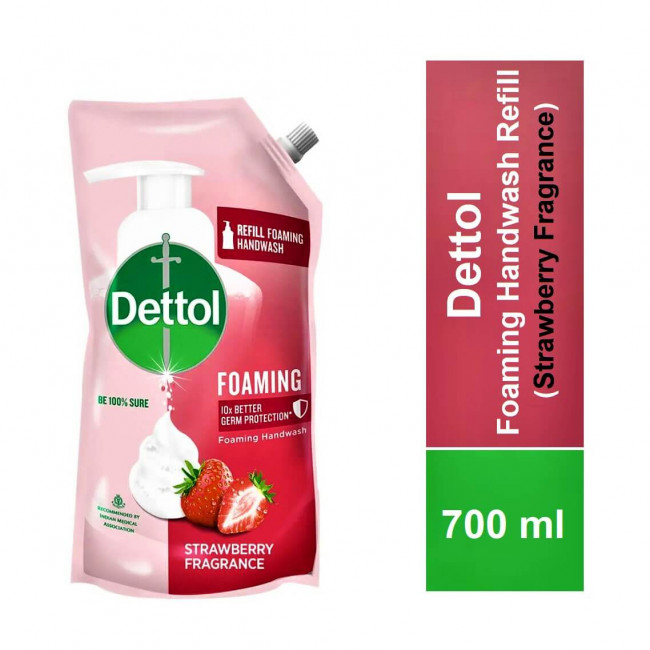 REFILL FOAMING
HANDWASH
Dettol
BE 100% SURE
FOAMING
10x BETTER
GERM PROTECTION*
Foaming Handwash
RECOMMENDED BY
INDIAN MEDICAL
ASSOCIATION
STRAWBERRY
FRAGRANCE
Dettol
Foaming Handwash Refill
(Strawberry Fragrance)
700 ml